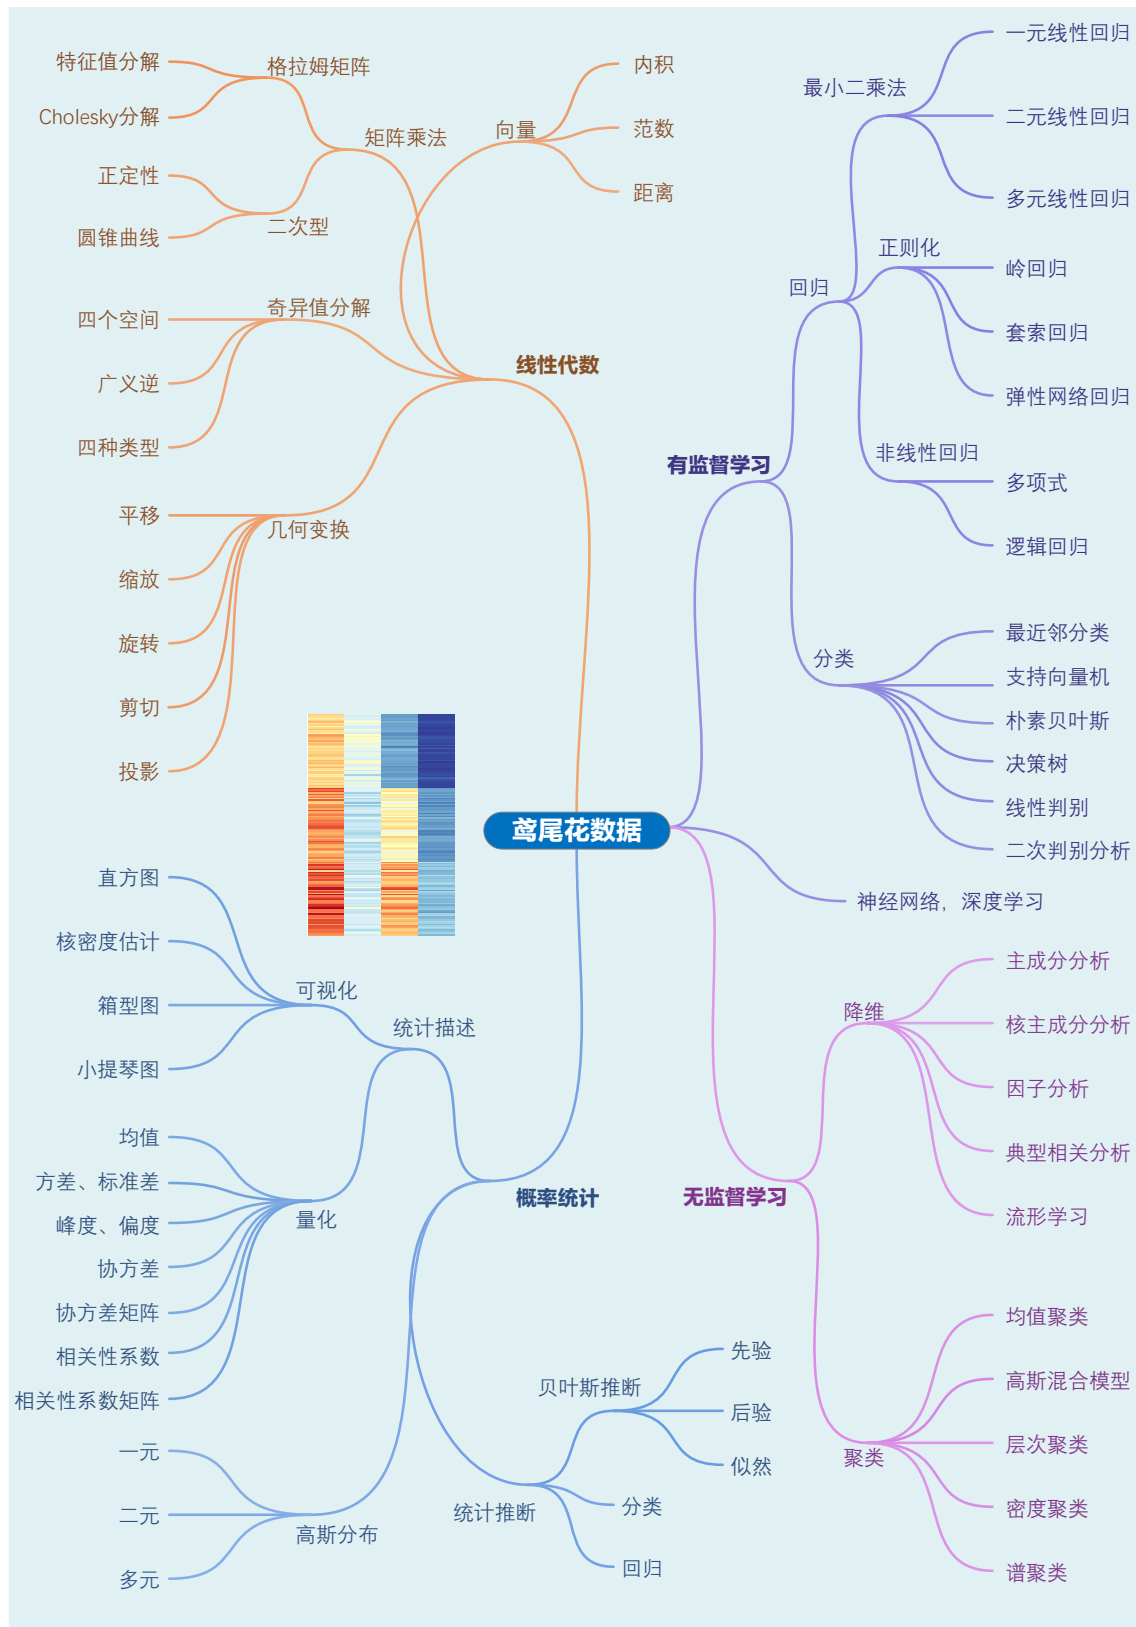 鸢尾花数据
线性代数
矩阵乘法
格拉姆矩阵
特征值分解
Cholesky分解
二次型
正定性
圆锥曲线
向量
内积
范数
距离
奇异值分解
四个空间
广义逆
四种类型
几何变换
平移
缩放
旋转
剪切
投影
概率统计
统计描述
可视化
直方图
核密度估计
箱型图
小提琴图
量化
均值
方差、标准差
峰度、偏度
协方差
协方差矩阵
相关性系数
相关性系数矩阵
高斯分布
一元
二元
多元
统计推断
贝叶斯推断
先验
后验
似然
分类
回归
有监督学习
回归
最小二乘法
一元线性回归
二元线性回归
多元线性回归
正则化
岭回归
套索回归
弹性网络回归
非线性回归
多项式
逻辑回归
分类
最近邻分类
支持向量机
朴素贝叶斯
决策树
线性判别
二次判别分析
神经网络，深度学习
无监督学习
降维
主成分分析
核主成分分析
因子分析
典型相关分析
流形学习
聚类
均值聚类
高斯混合模型
层次聚类
密度聚类
谱聚类